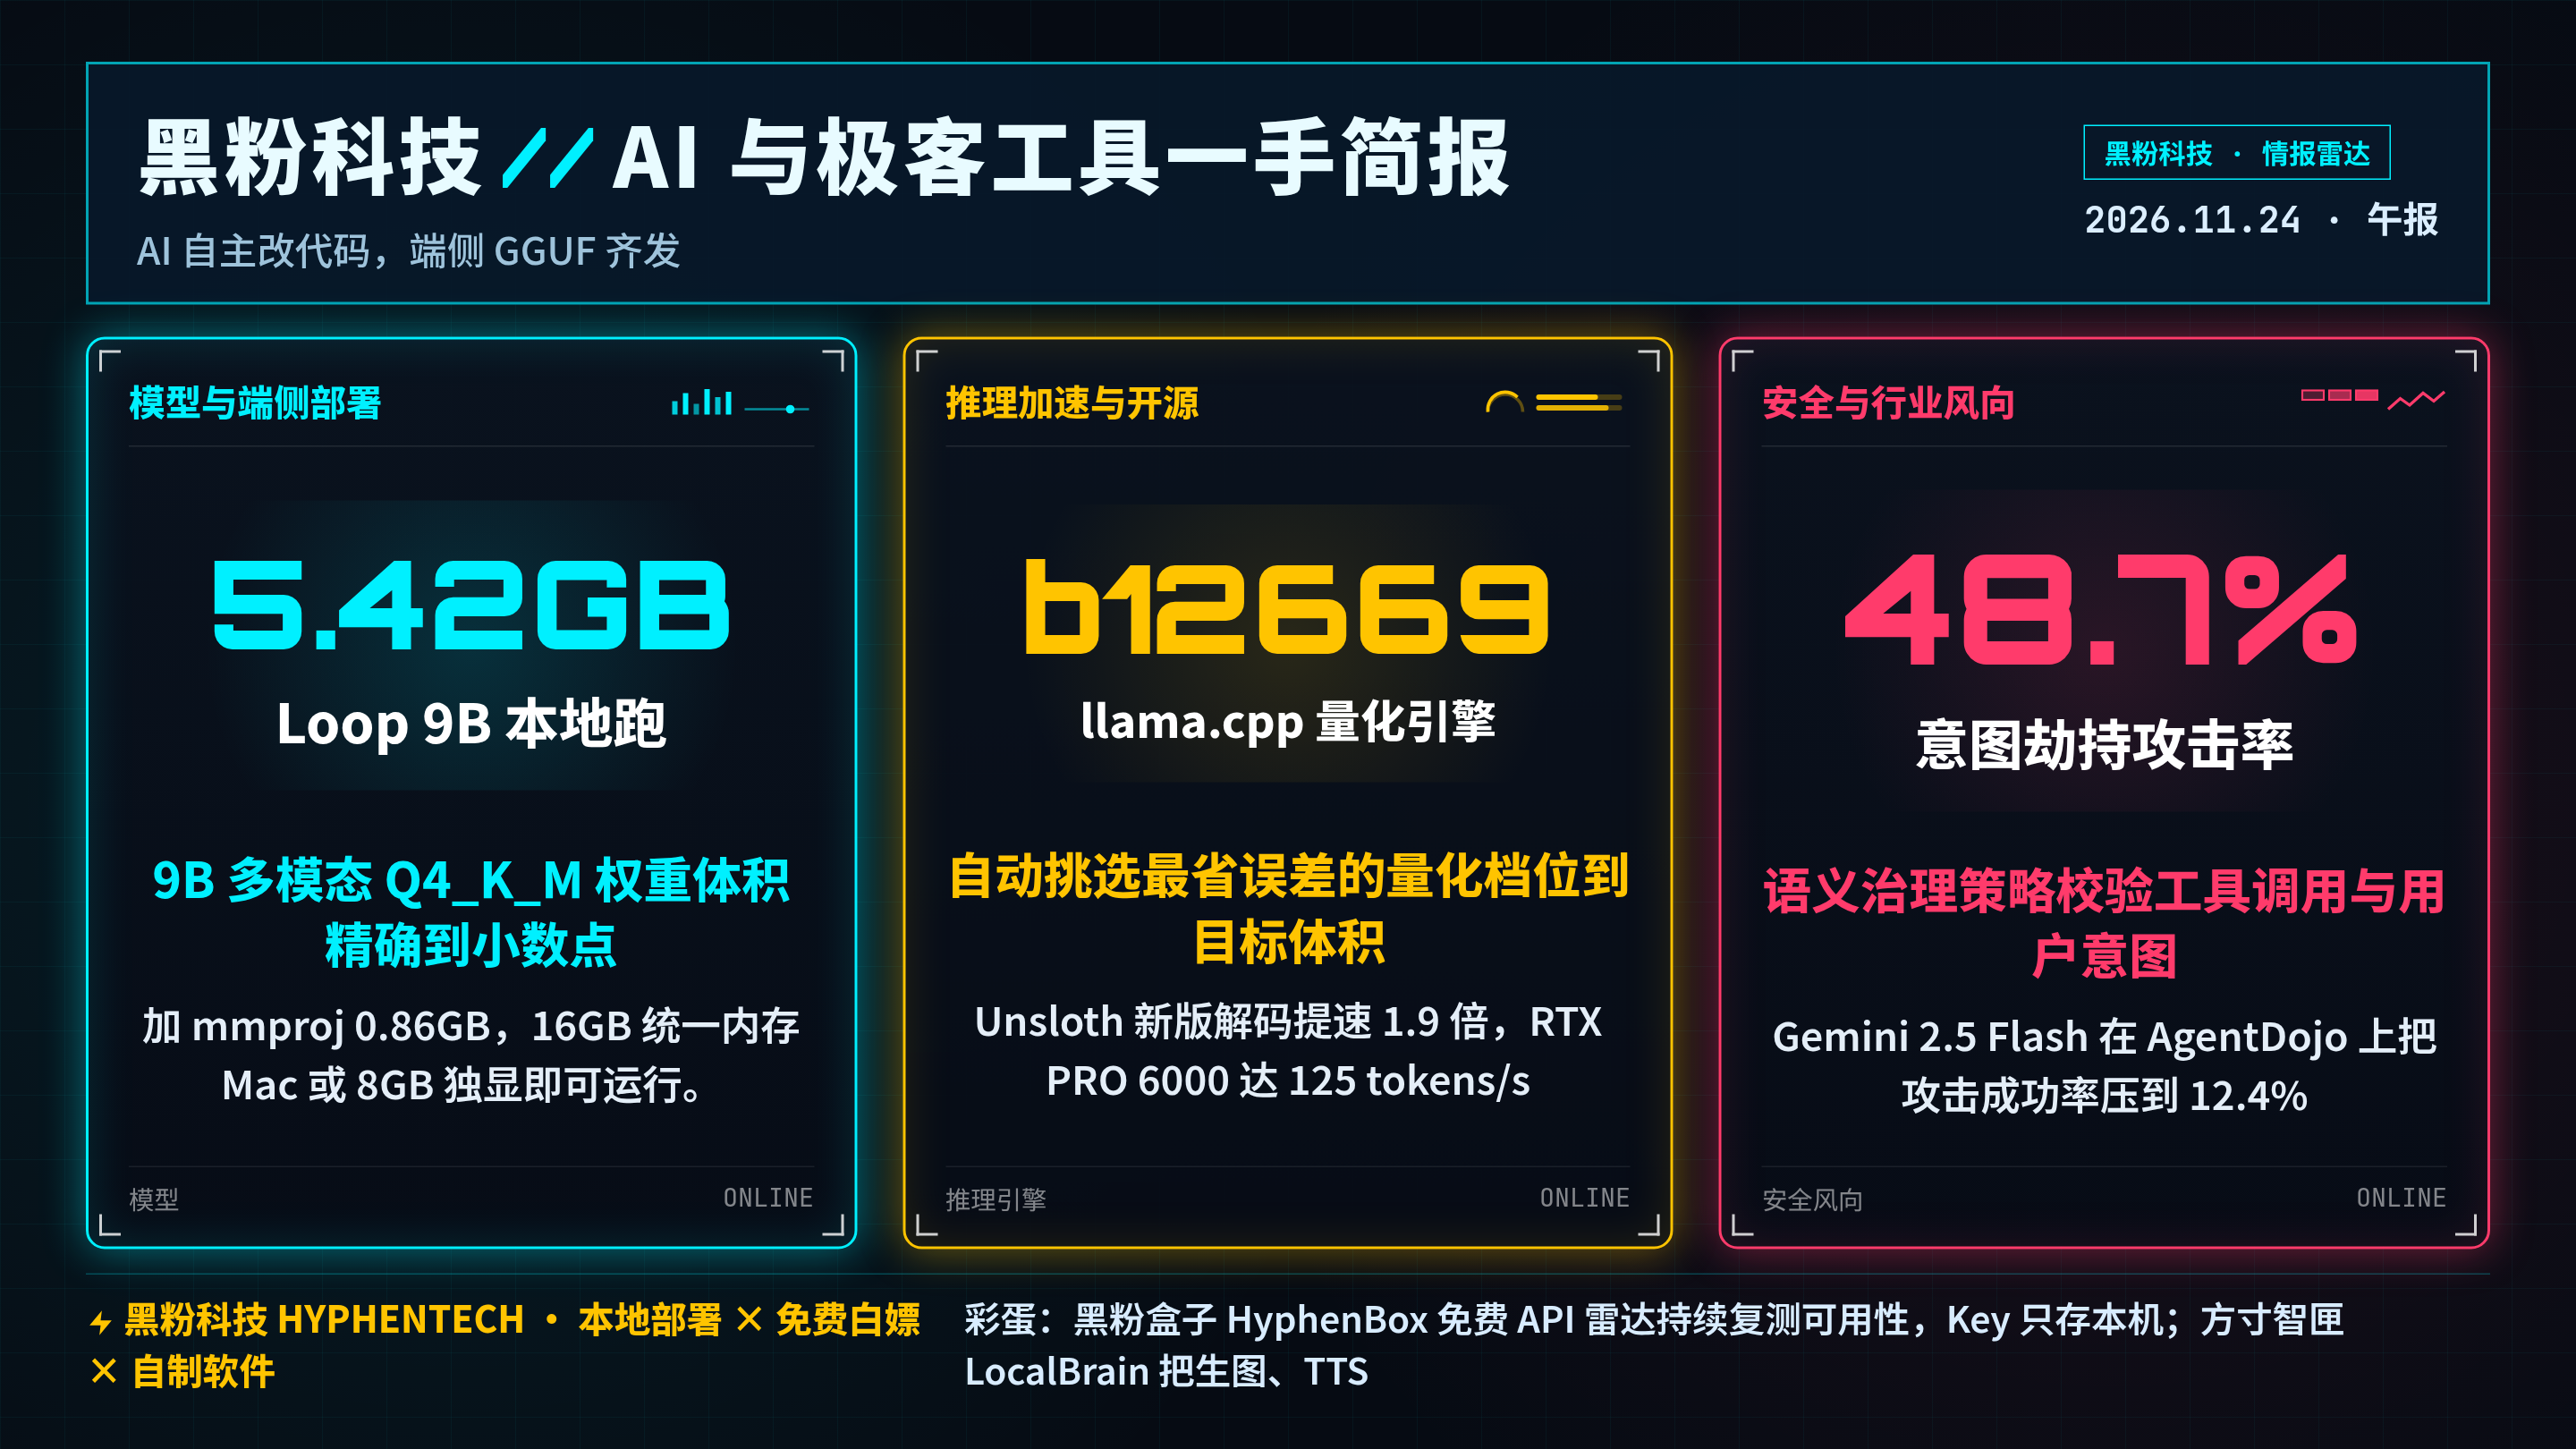 黑粉科技 // AI 与极客工具一手简报
AI 自主改代码，端侧 GGUF 齐发
黑粉科技 · 情报雷达
2026.11.24 · 午报
模型与端侧部署
5.42GB
Loop 9B 本地跑
9B 多模态 Q4_K_M 权重体积
精确到小数点
加 mmproj 0.86GB，16GB 统一内存
Mac 或 8GB 独显即可运行。
模型
ONLINE
推理加速与开源
b12669
llama.cpp 量化引擎
自动挑选最省误差的量化档位到
目标体积
Unsloth 新版解码提速 1.9 倍，RTX
PRO 6000 达 125 tokens/s
推理引擎
ONLINE
安全与行业风向
48.7%
意图劫持攻击率
语义治理策略校验工具调用与用
户意图
Gemini 2.5 Flash 在 AgentDojo 上把
攻击成功率压到 12.4%
安全风向
ONLINE
⚡ 黑粉科技 HYPHENTECH · 本地部署 × 免费白嫖
× 自制软件
彩蛋：黑粉盒子 HyphenBox 免费 API 雷达持续复测可用性，Key 只存本机；方寸智匣
LocalBrain 把生图、TTS